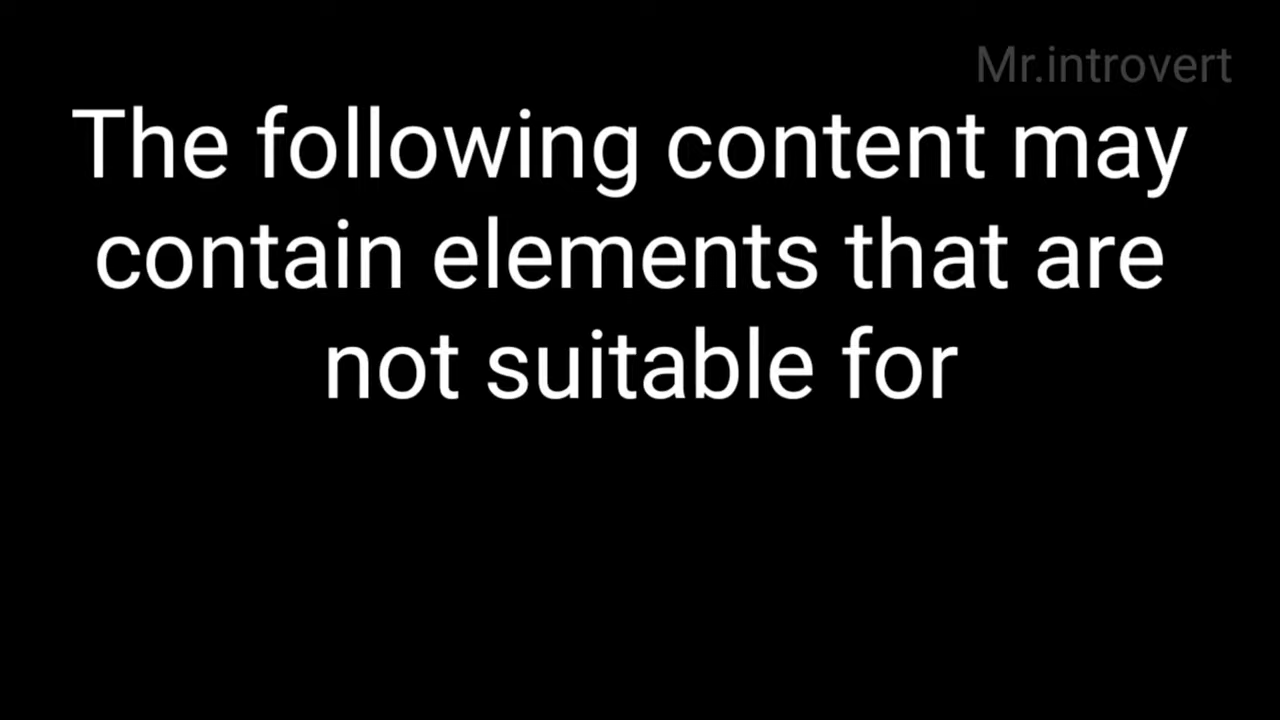 Mr.introvert
The following content may
contain elements that are
not suitable for